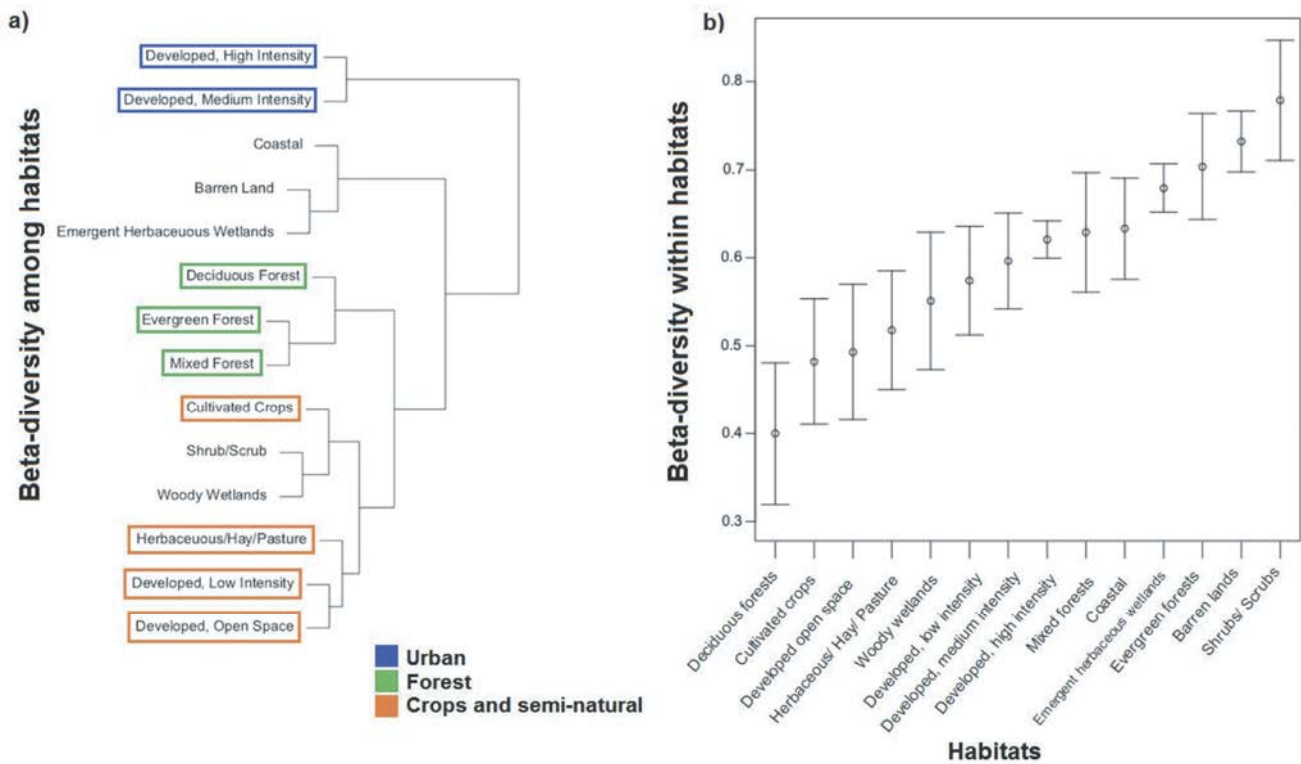 a)
Beta-diversity among habitats
Developed, High Intensity
Developed, Medium Intensity
Coastal
Barren Land
Emergent Herbaceuous Wetlands
Deciduous Forest
Evergreen Forest
Mixed Forest
Cultivated Crops
Shrub/Scrub
Woody Wetlands
Herbaceuous/Hay/Pasture
Developed, Low Intensity
Developed, Open Space
Urban
Forest
Crops and semi-natural
b)
Beta-diversity within habitats
0.8
0.7
0.6
0.5
0.4
0.3
Deciduous forests
Cultivated crops
Developed open space
Herbaceous/ Hay/ Pasture
Woody wetlands
Developed, low intensity
Developed, medium intensity
Developed, high intensity
Mixed forests
Coastal
Emergent herbaceous wetlands
Evergreen forests
Barren lands
Shrubs/ Scrubs
Habitats